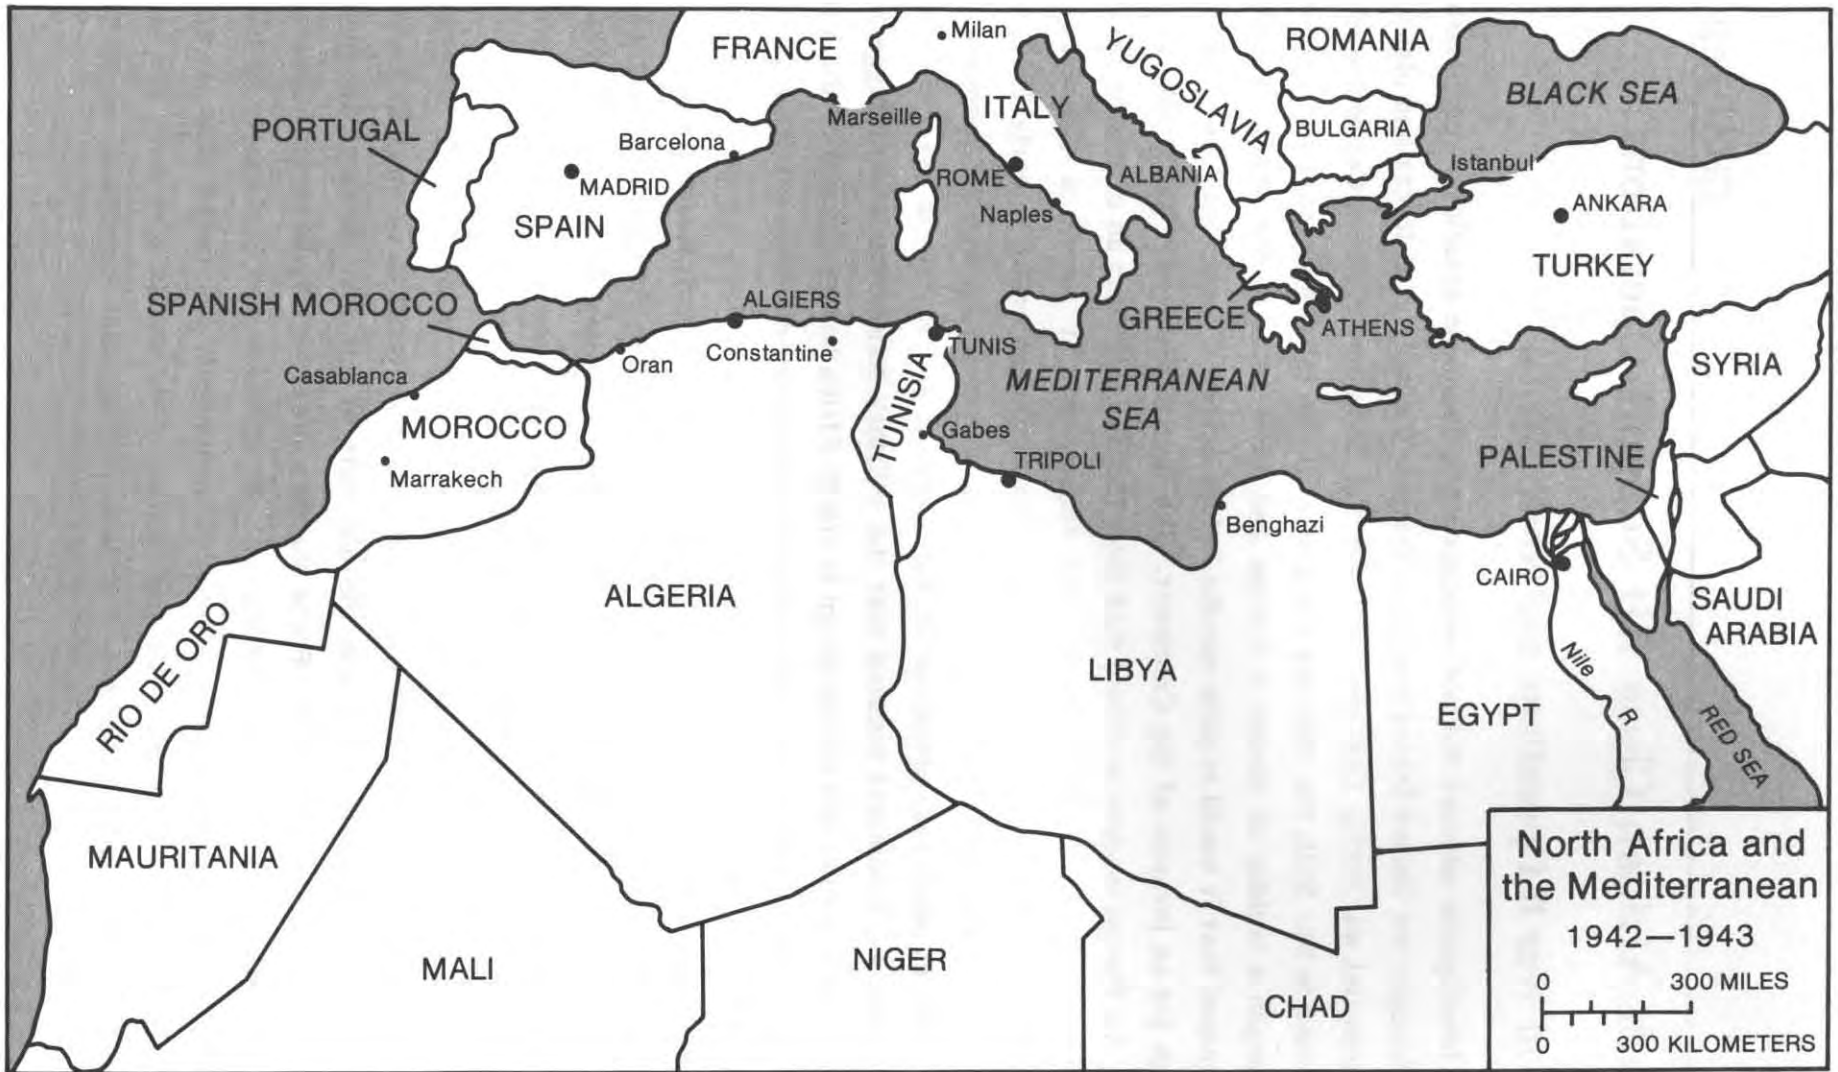 FRANCE
Milan
YUGOSLAVIA
ROMANIA
BLACK SEA
PORTUGAL
Barcelona
MADRID
SPAIN
Marseille
ITALY
ROME
Naples
ALBANIA
BULGARIA
Istanbul
ANKARA
TURKEY
SPANISH MOROCCO
ALGIERS
Oran
Constantine
TUNIS
GREECE
ATHENS
SYRIA
Casablanca
MOROCCO
Marrakech
TUNISIA
Gabes
TRIPOLI
MEDITERRANEAN
SEA
Benghazi
PALESTINE
CAIRO
SAUDI
ARABIA
RIO DE ORO
ALGERIA
LIBYA
EGYPT
Nile R
RED SEA
MAURITANIA
MALI
NIGER
CHAD
North Africa and
the Mediterranean
1942—1943
0 300 MILES
0 300 KILOMETERS